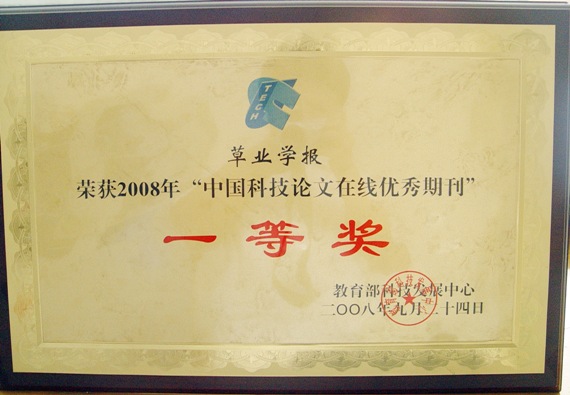 TECH
草业学报
荣获2008年“中国科技论文在线优秀期刊”
一等奖
教育部科技发展中心
二〇〇八年九月二十四日